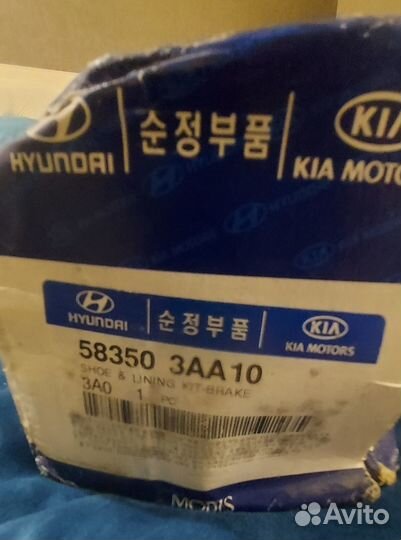 HYUNDAI 순정부품 KIA
KIA MOTORS
HYUNDAI 순정부품 KIA
KIA MOTORS
58350 3AA10
SHOE & LINING KIT-BRAKE
3A0 1 PC
MOBIS
Avito